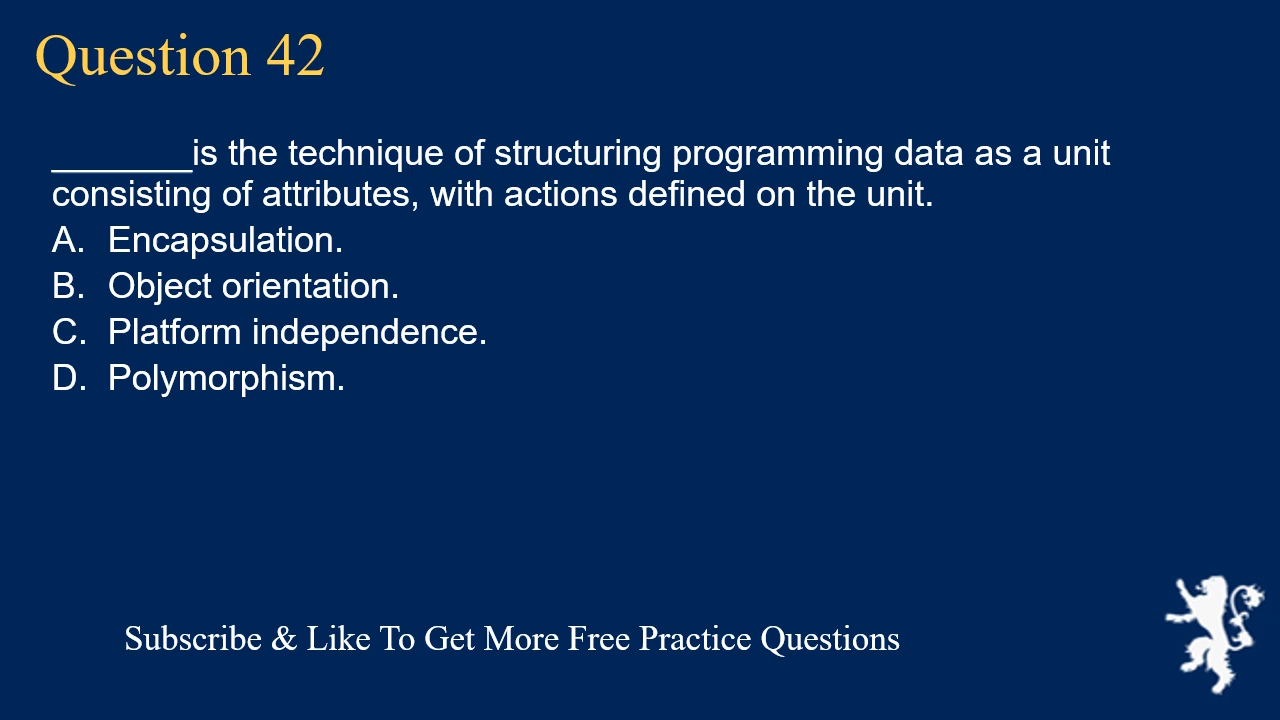 Question 42
_______is the technique of structuring programming data as a unit
consisting of attributes, with actions defined on the unit.
A. Encapsulation.
B. Object orientation.
C. Platform independence.
D. Polymorphism.
Subscribe & Like To Get More Free Practice Questions